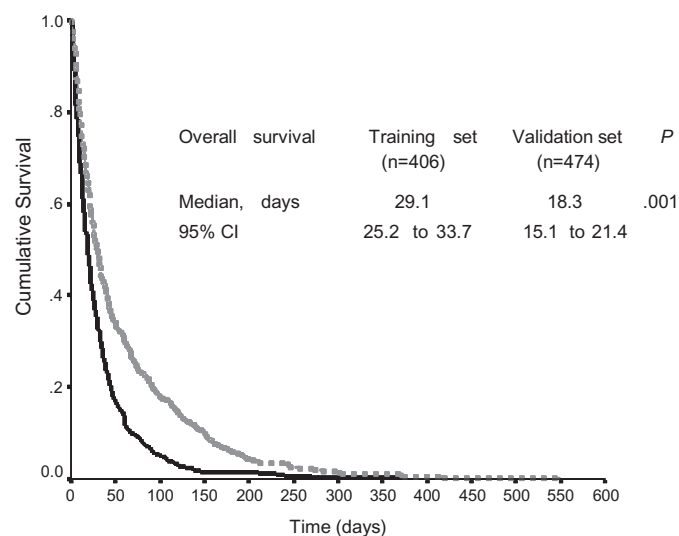 1.0
.8
.6
.4
.2
0.0
Cumulative Survival
Overall survival Training set Validation set P
(n=406) (n=474)
Median, days 29.1 18.3 .001
95% CI 25.2 to 33.7 15.1 to 21.4
0 50 100 150 200 250 300 350 400 450 500 550 600
Time (days)